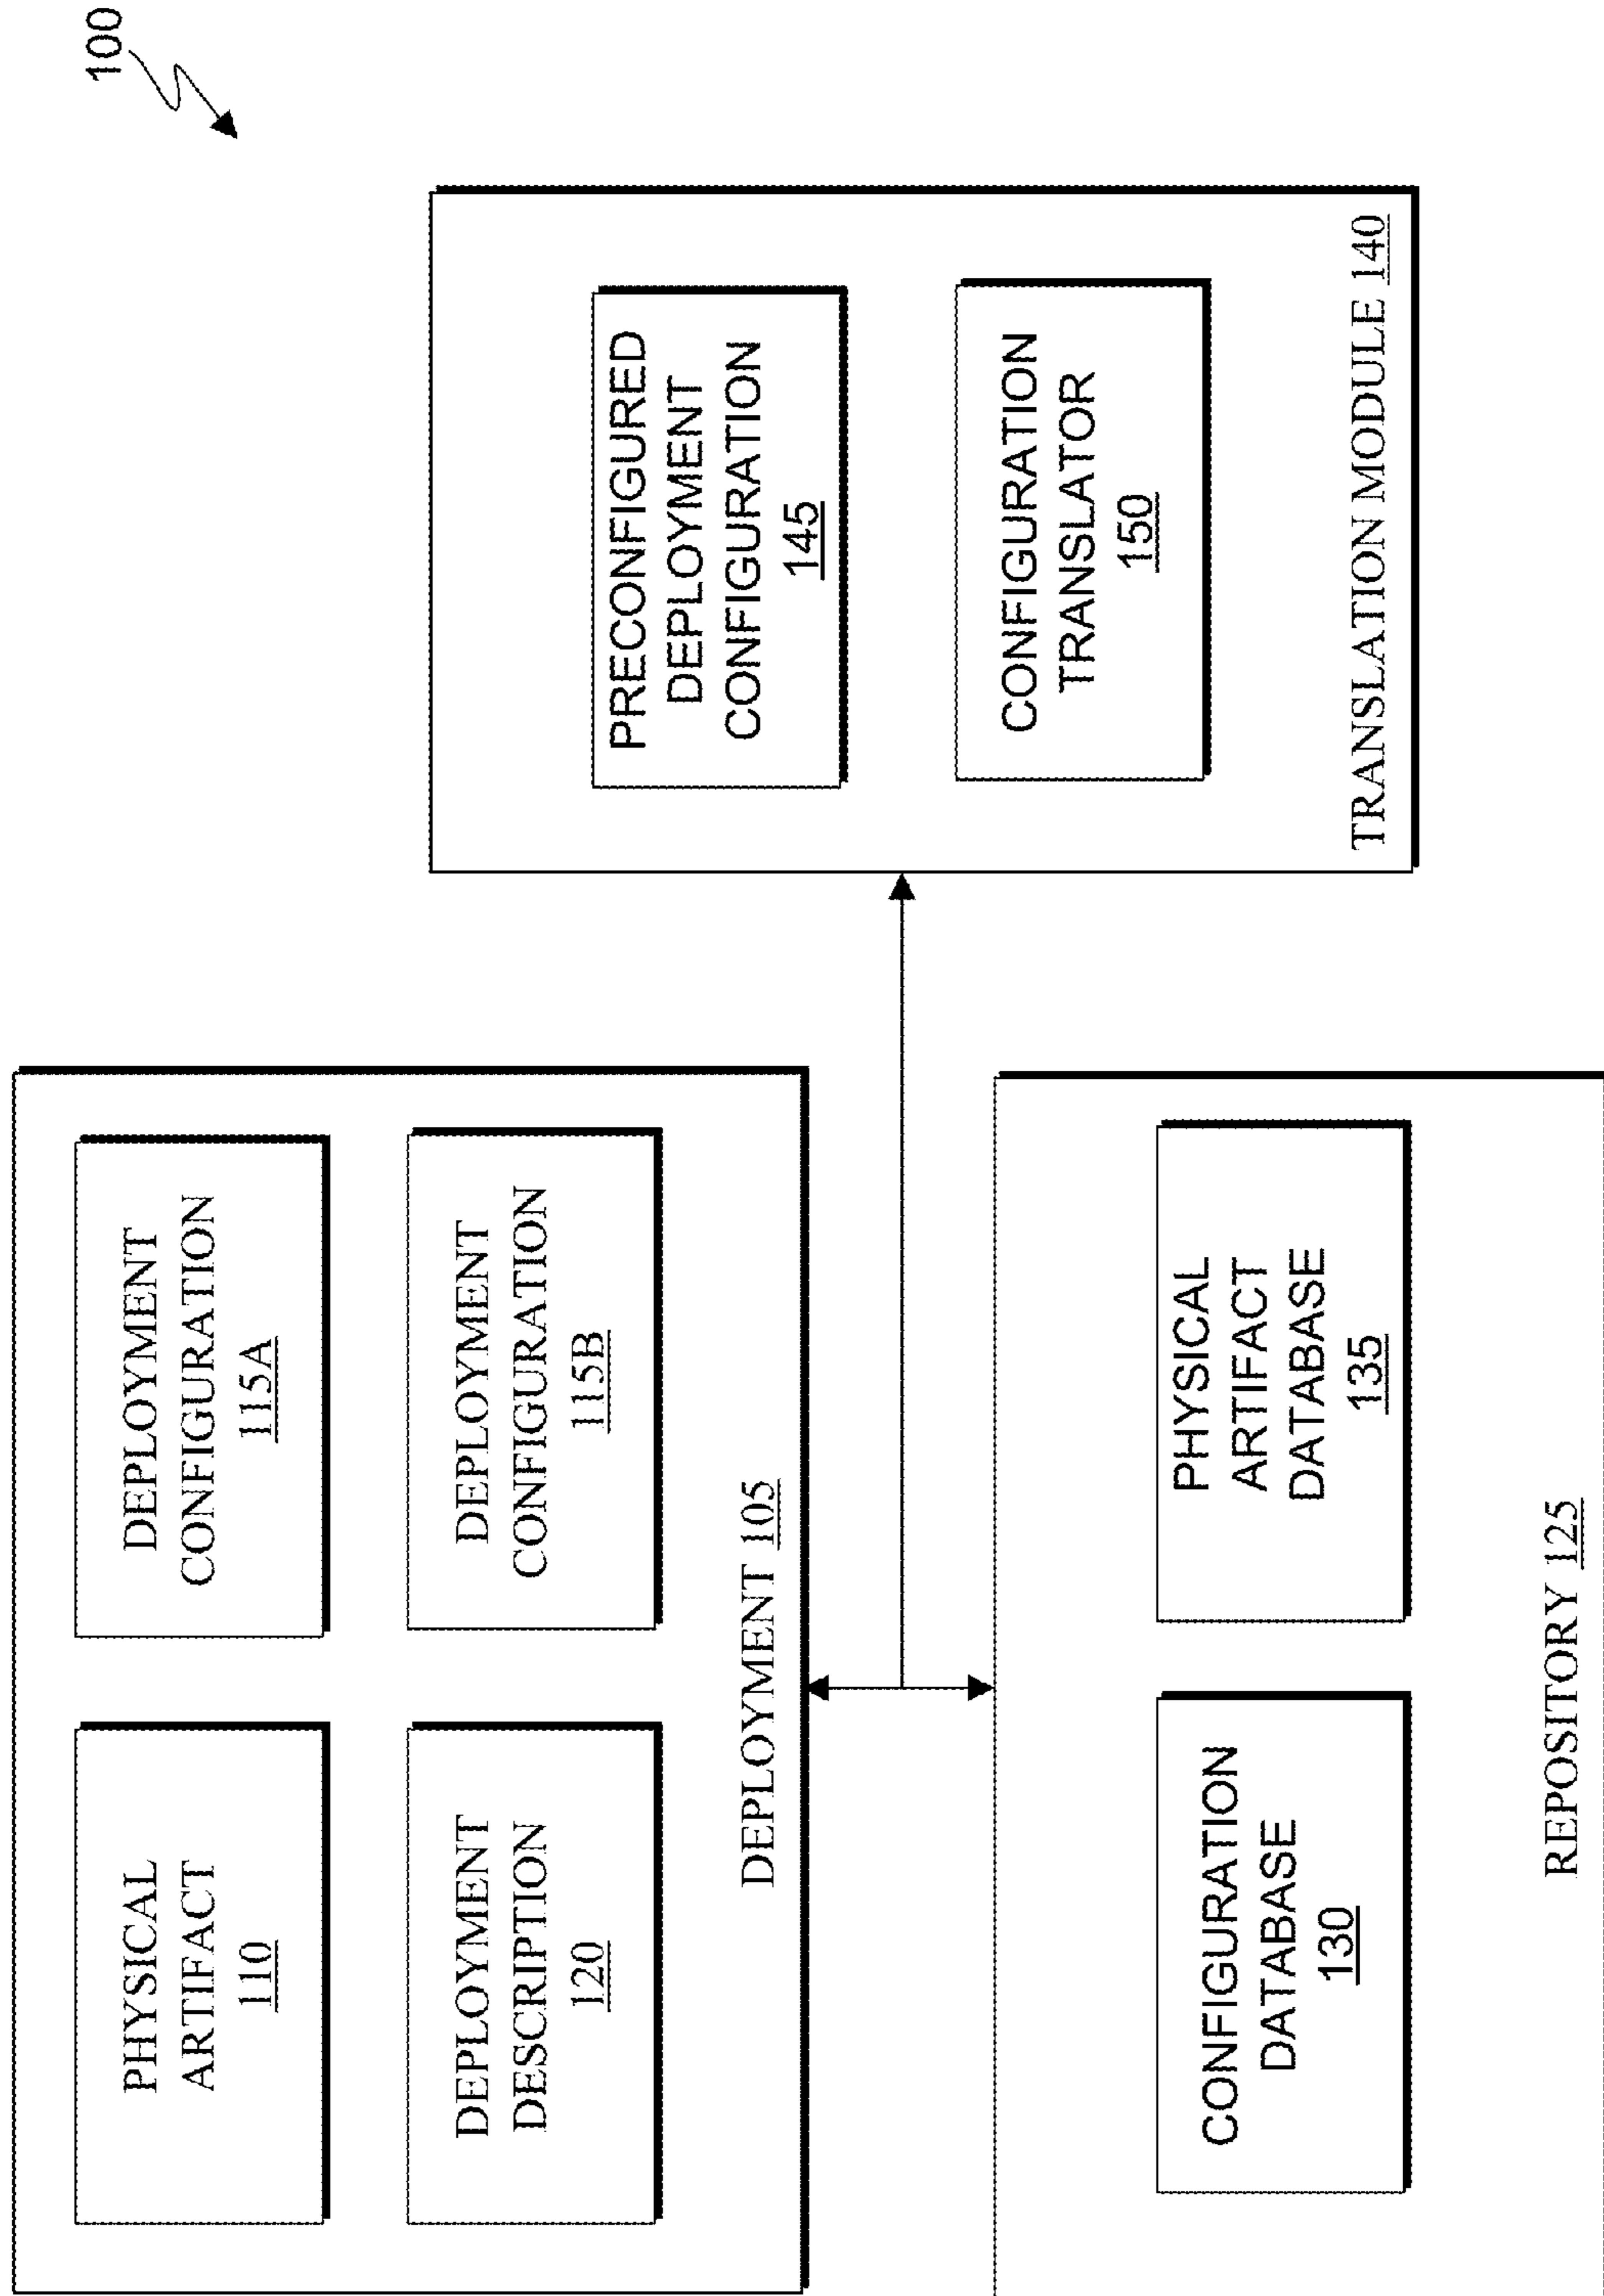 100
PHYSICAL
ARTIFACT
110
DEPLOYMENT
CONFIGURATION
115A
DEPLOYMENT
DESCRIPTION
120
DEPLOYMENT
CONFIGURATION
115B
DEPLOYMENT 105
CONFIGURATION
DATABASE
130
PHYSICAL
ARTIFACT
DATABASE
135
REPOSITORY 125
PRECONFIGURED
DEPLOYMENT
CONFIGURATION
145
CONFIGURATION
TRANSLATOR
150
TRANSLATION MODULE 140